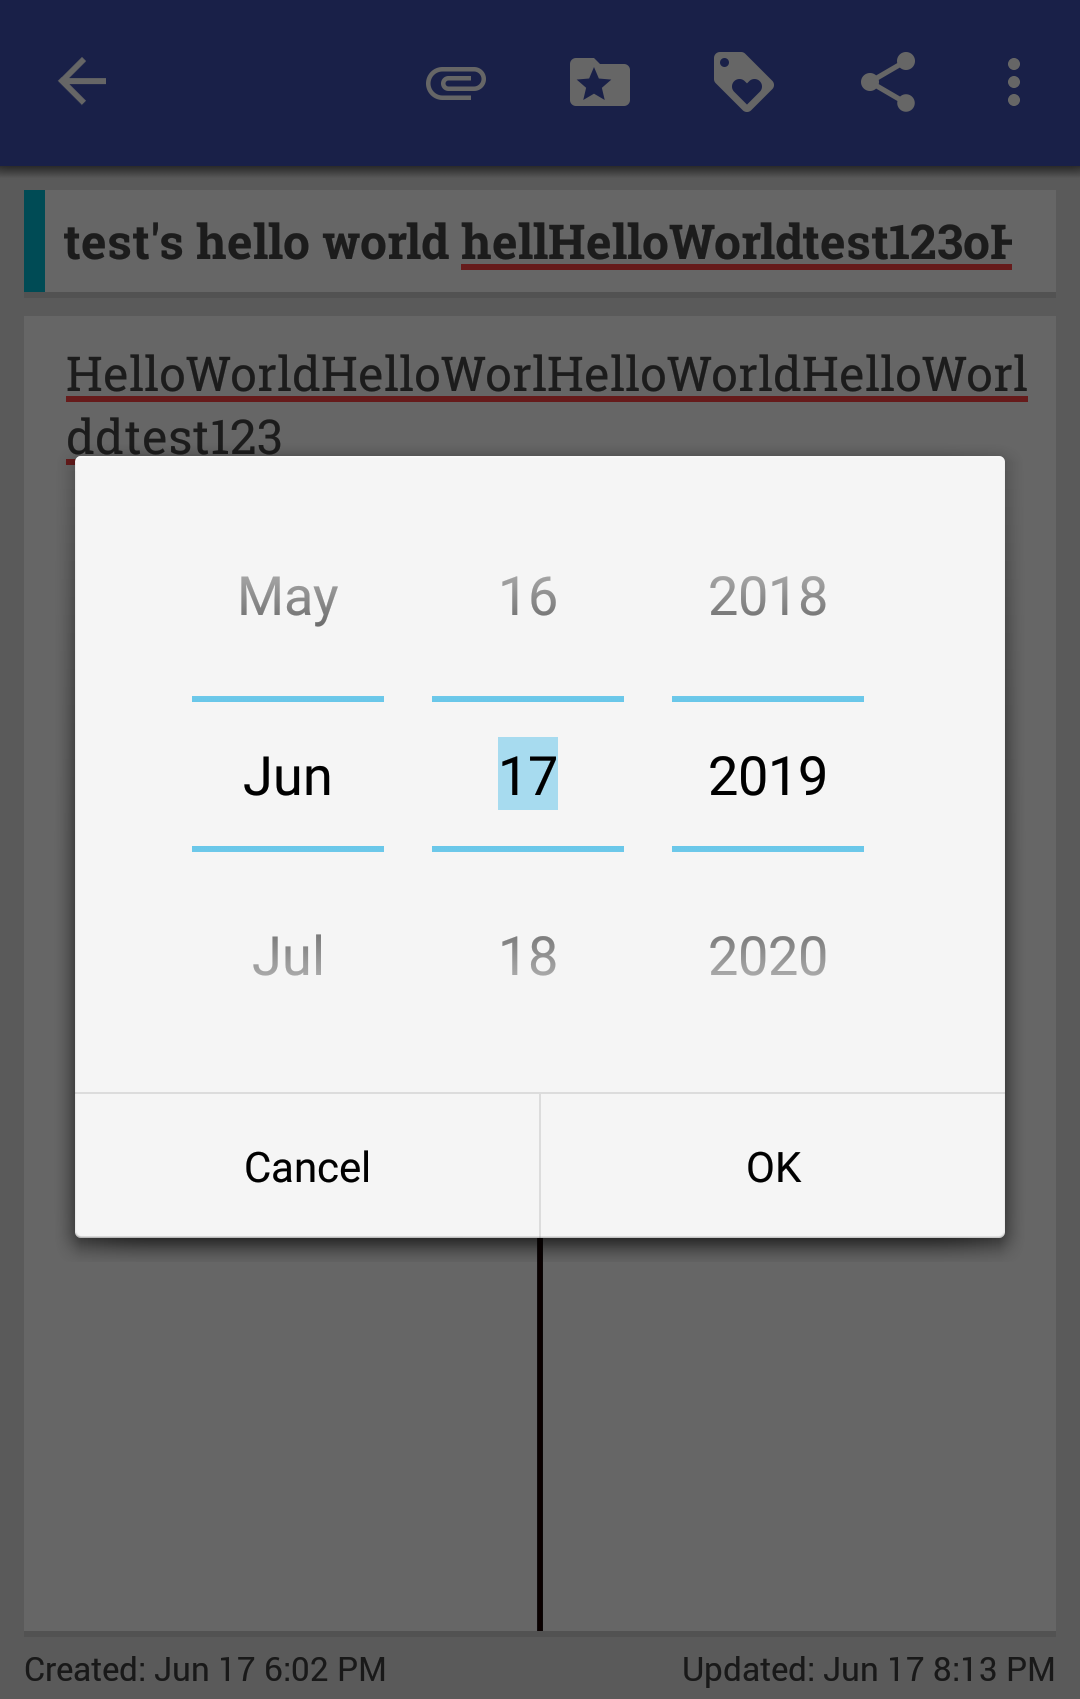 test's hello world hellHelloWorldtest123oH
HelloWorldHelloWorlHelloWorldHelloWorl
ddtest123
May 16 2018
Jun 17 2019
Jul 18 2020
Cancel OK
Created: Jun 17 6:02 PM Updated: Jun 17 8:13 PM